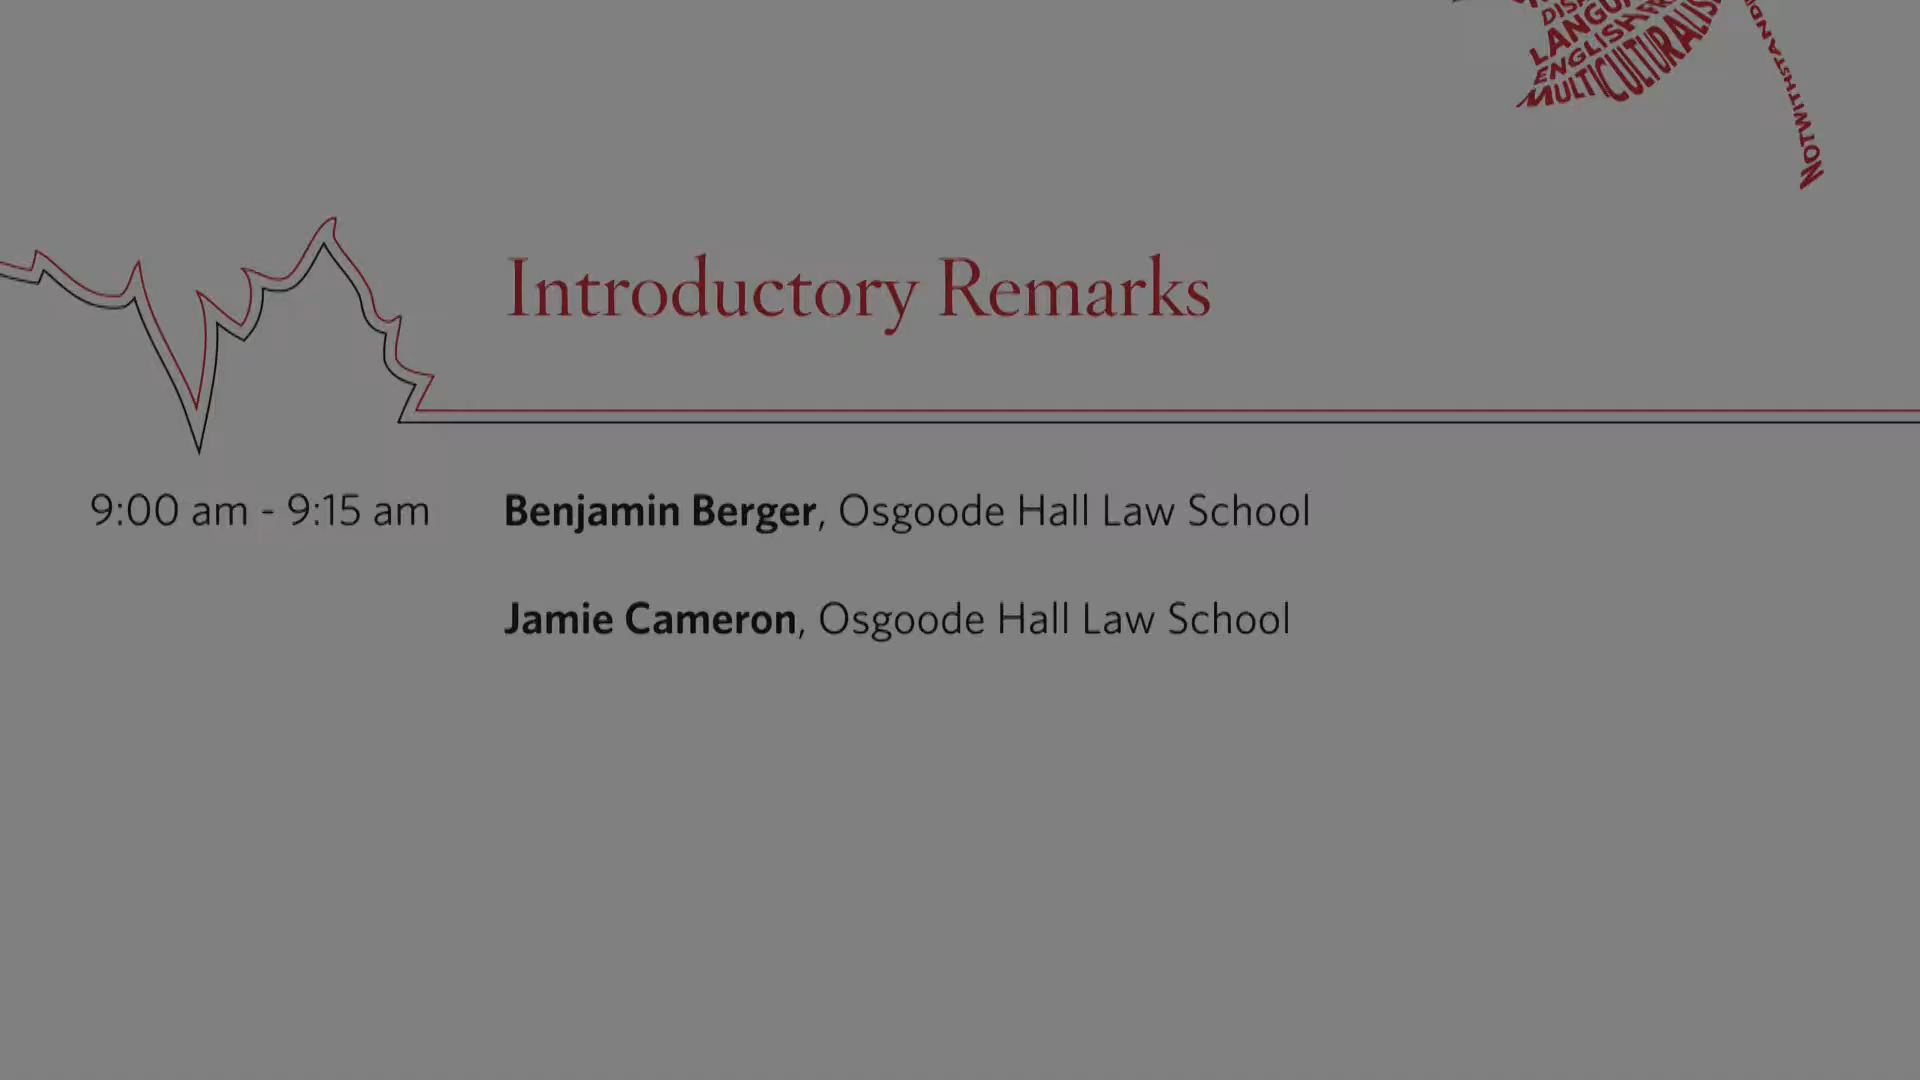 LANGU
ENGLISH
MULTICULTURALIS
NOTWITHSTAND
Introductory Remarks
9:00 am - 9:15 am
Benjamin Berger, Osgoode Hall Law School
Jamie Cameron, Osgoode Hall Law School